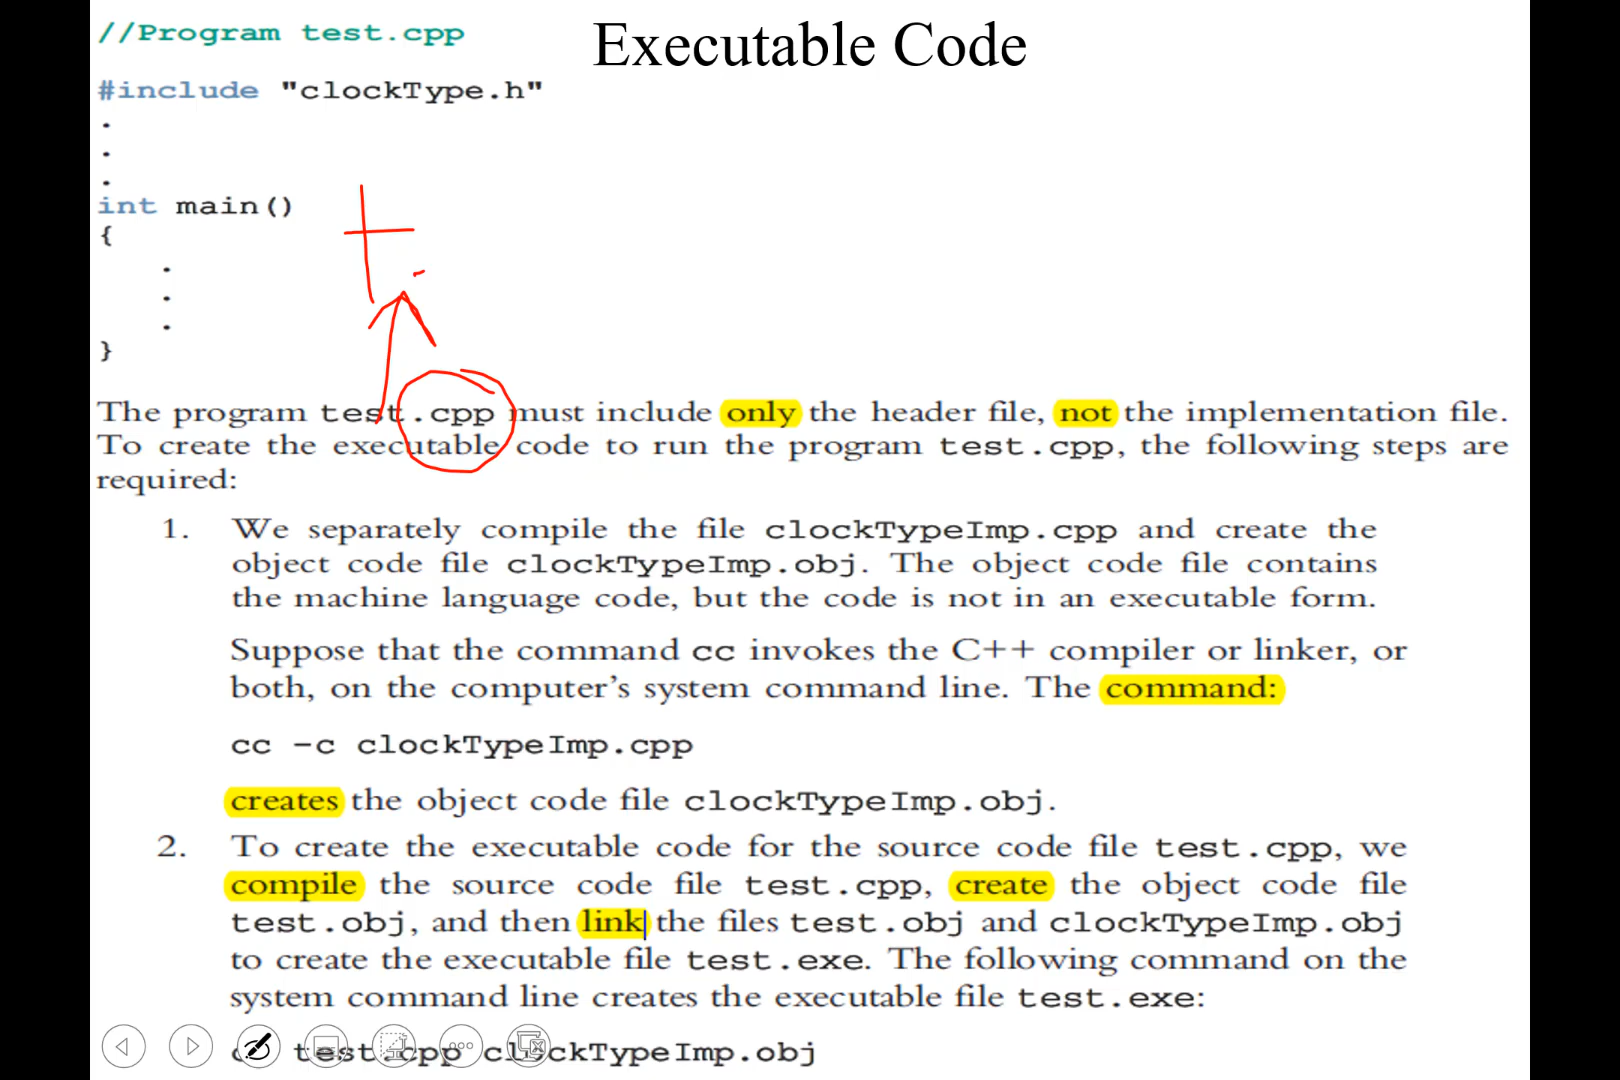 //Program test.cpp
Executable Code
#include "clockType.h"
.
.
.
int main()
{
.
.
.
}
The program test.cpp must include only the header file, not the implementation file.
To create the executable code to run the program test.cpp, the following steps are
required:
1. We separately compile the file clockTypeImp.cpp and create the
object code file clockTypeImp.obj. The object code file contains
the machine language code, but the code is not in an executable form.
Suppose that the command cc invokes the C++ compiler or linker, or
both, on the computer's system command line. The command:
cc -c clockTypeImp.cpp
creates the object code file clockTypeImp.obj.
2. To create the executable code for the source code file test.cpp, we
compile the source code file test.cpp, create the object code file
test.obj, and then link the files test.obj and clockTypeImp.obj
to create the executable file test.exe. The following command on the
system command line creates the executable file test.exe:
test.cpp clockTypeImp.obj